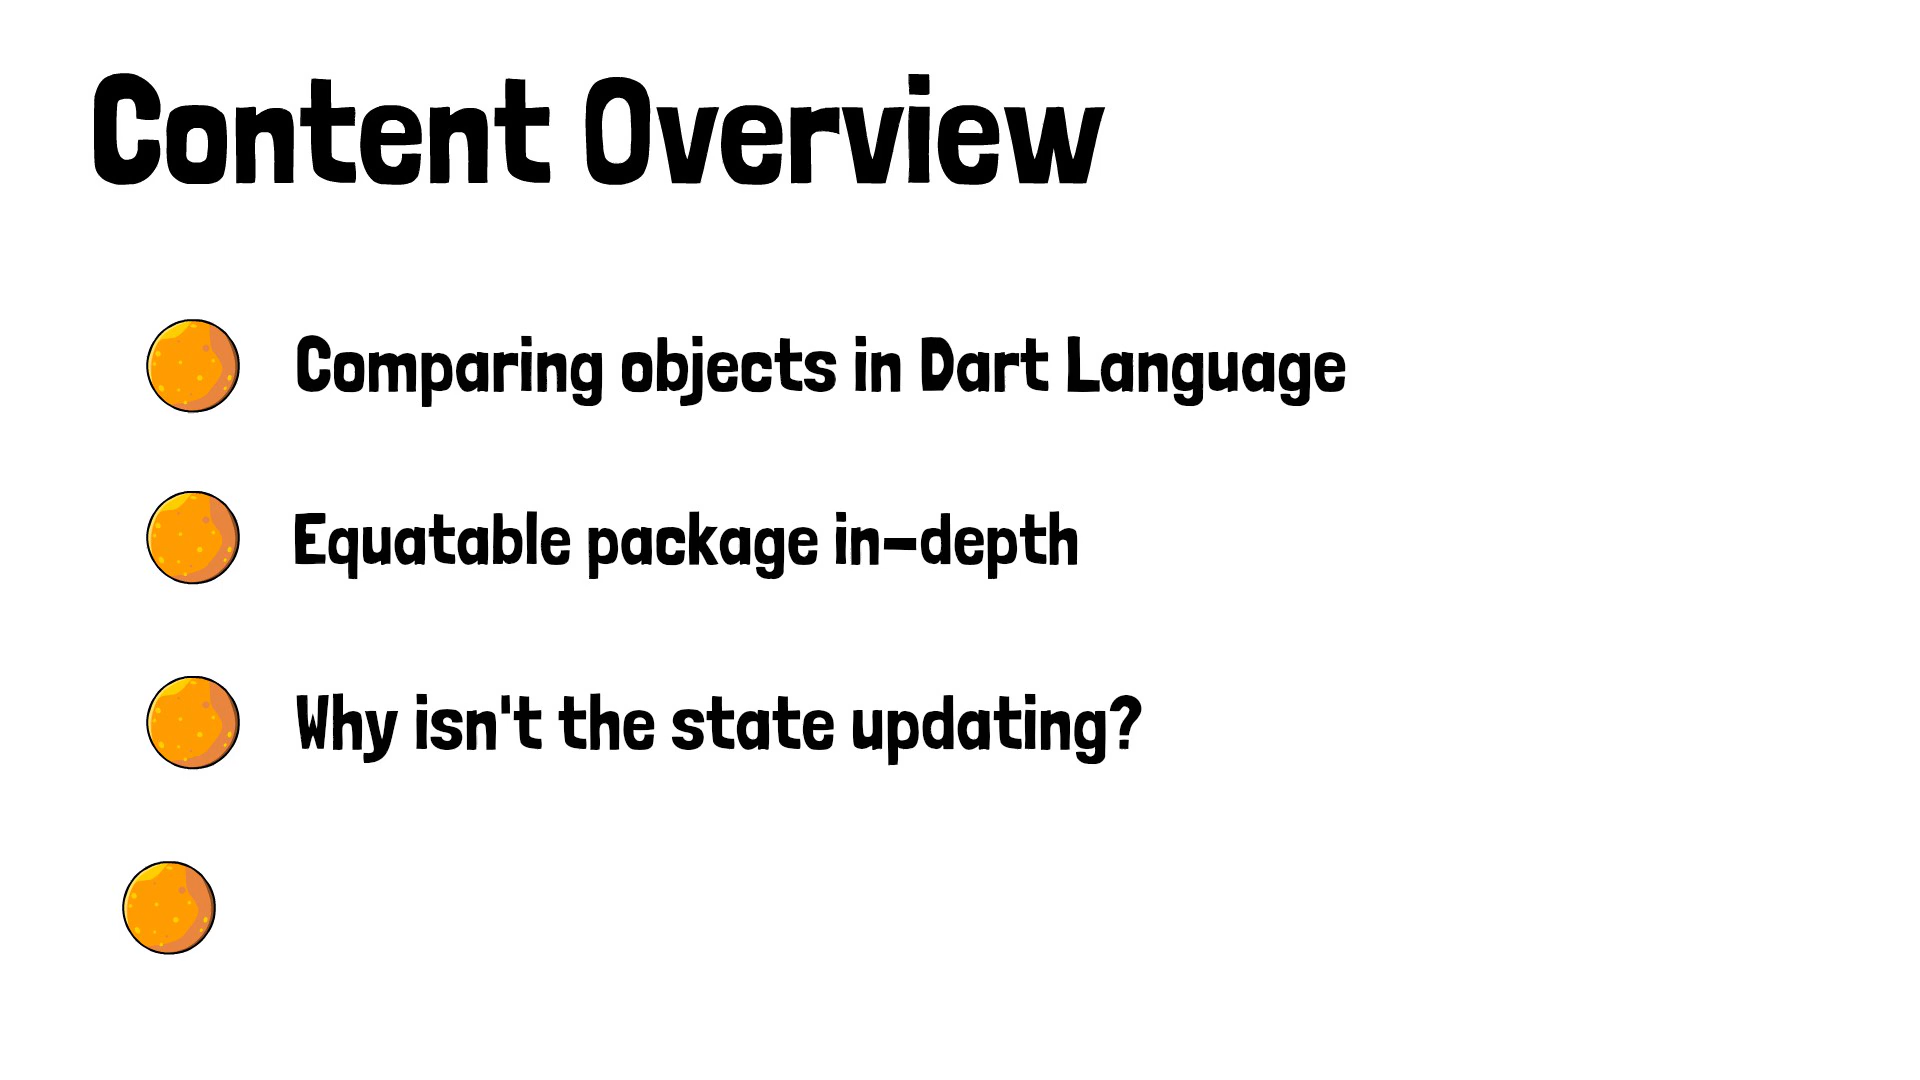 Content Overview
Comparing objects in Dart Language
Equatable package in-depth
Why isn't the state updating?